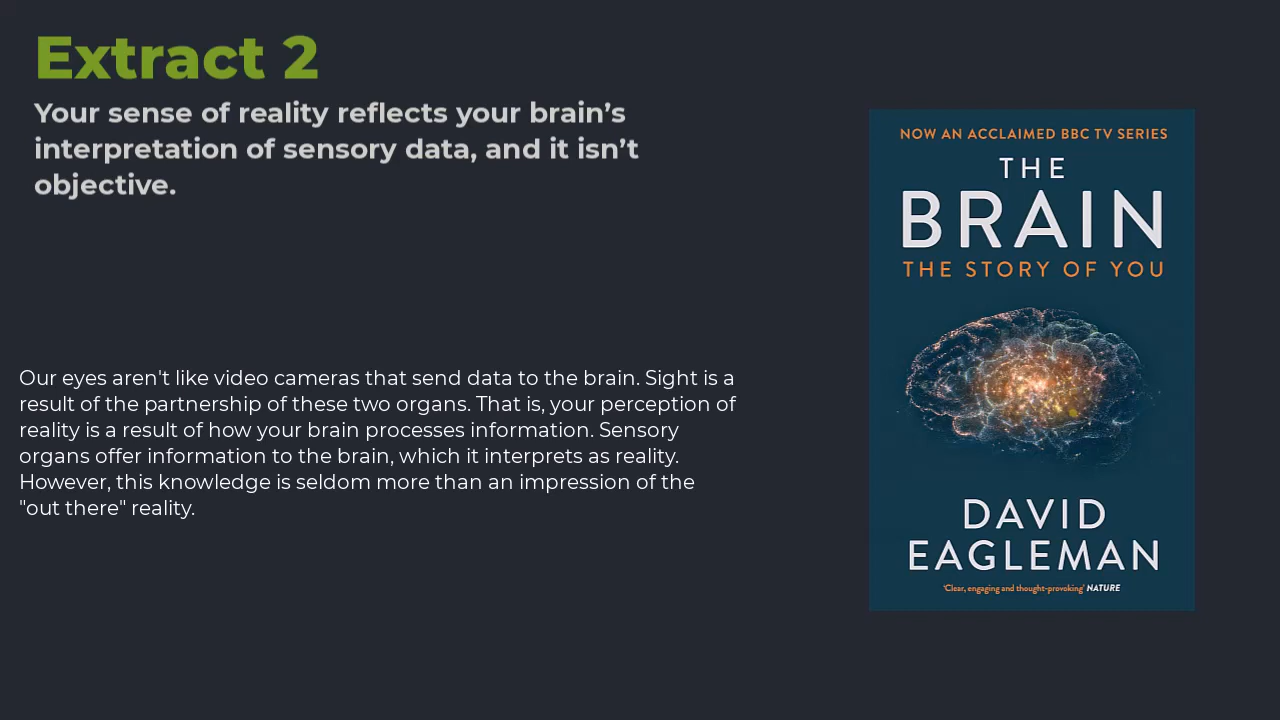 Extract 2
Your sense of reality reflects your brain’s
interpretation of sensory data, and it isn’t
objective.
Our eyes aren't like video cameras that send data to the brain. Sight is a
result of the partnership of these two organs. That is, your perception of
reality is a result of how your brain processes information. Sensory
organs offer information to the brain, which it interprets as reality.
However, this knowledge is seldom more than an impression of the
"out there" reality.
NOW AN ACCLAIMED BBC TV SERIES
THE
BRAIN
THE STORY OF YOU
DAVID
EAGLEMAN
‘Clear, engaging and thought-provoking’ NATURE